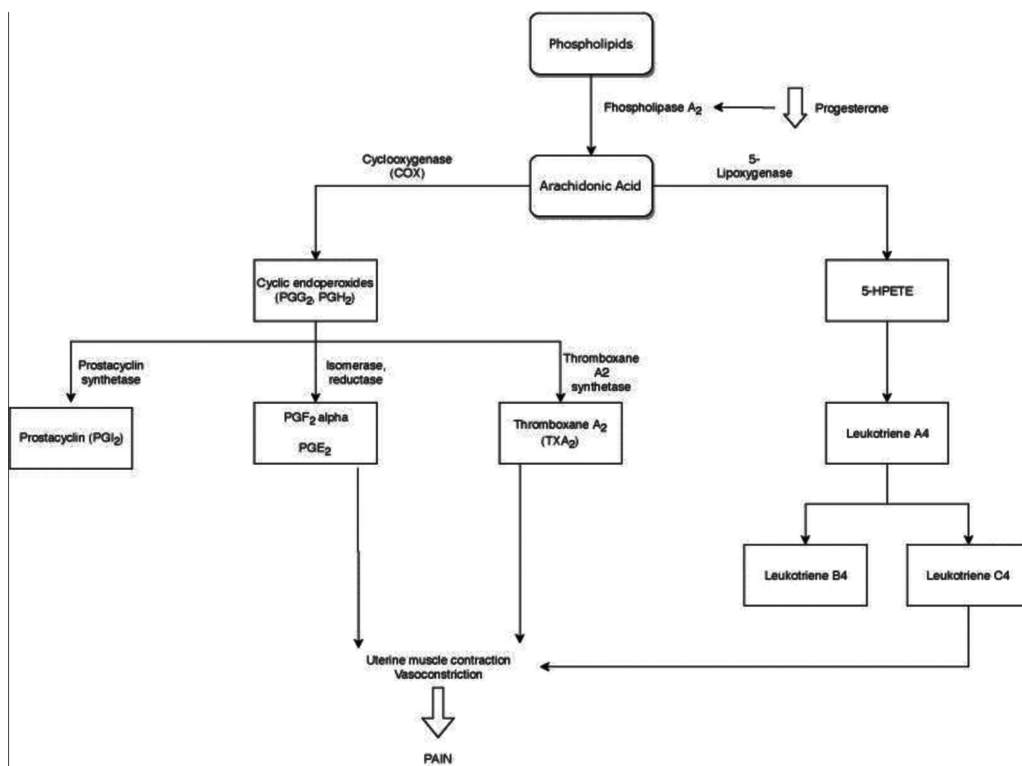 Phospholipids
Fhospholipase A₂
Progesterone
Cyclooxygenase
(COX)
5-
Lipoxygenase
Arachidonic Acid
Cyclic endoperoxides
(PGG₂, PGH₂)
5-HPETE
Prostacyclin
synthetase
Isomerase,
reductase
Thromboxane
A2
synthetase
Prostacyclin (PGI₂)
PGF₂ alpha
PGE₂
Thromboxane A₂
(TXA₂)
Leukotriene A4
Leukotriene B4
Leukotriene C4
Uterine muscle contraction
Vasoconstriction
PAIN